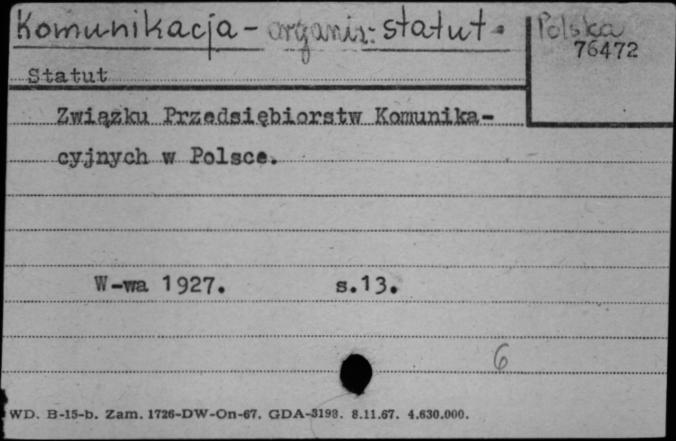 Komunikacja - organiz. statut.
Polska
76472
Statut
Związku Przedsiębiorstw Komunika-
cyjnych w Polsce.
W-wa 1927. s.13.
6
WD. B-15-b. Zam. 1726-DW-On-67. GDA-3198. 8.11.67. 4.630.000.